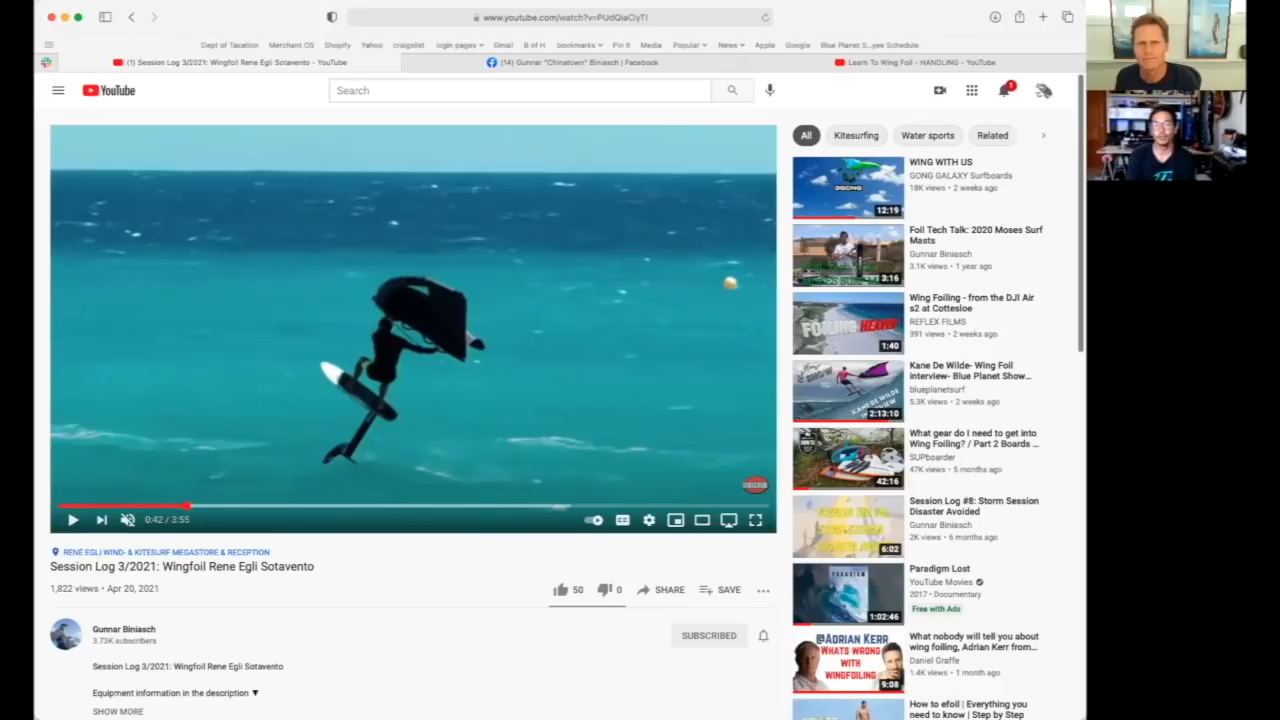 www.youtube.com/watch?v=PUdQiaCiyTI
Dept of Taxation Merchant OS Shopify Yahoo craigslist login pages Gmail B of H bookmarks Pin It Media Popular News Apple Google Blue Planet S...yee Schedule
(1) Session Log 3/2021: Wingfoil Rene Egli Sotavento - YouTube
(14) Gunnar "Chinatown" Biniasch | Facebook
Learn To Wing Foil - HANDLING - YouTube
YouTube
Search
1
All Kitesurfing Water sports Related
WING WITH US
GONG GALAXY Surfboards
18K views • 2 weeks ago
12:19
Foil Tech Talk: 2020 Moses Surf
Masts
Gunnar Biniasch
3.1K views • 1 year ago
3:16
Wing Foiling - from the DJI Air
s2 at Cottesloe
REFLEX FILMS
391 views • 2 weeks ago
FOILING HEAVEN
1:40
Kane De Wilde- Wing Foil
interview- Blue Planet Show...
blueplanetsurf
5.3K views • 2 weeks ago
2:13:10
What gear do I need to get into
Wing Foiling? / Part 2 Boards ...
SUPboarder
47K views • 5 months ago
42:16
Session Log #8: Storm Session
Disaster Avoided
Gunnar Biniasch
2K views • 6 months ago
6:02
Paradigm Lost
YouTube Movies
2017 • Documentary
Free with Ads
1:02:46
What nobody will tell you about
wing foiling, Adrian Kerr from...
Daniel Graffe
1.4K views • 1 month ago
@ADRIAN KERR
WHATS WRONG
WITH
WINGFOILING
9:08
How to efoil | Everything you
need to know | Step by Step
0:42 / 3:55
RENÉ EGLI WIND- & KITESURF MEGASTORE & RECEPTION
Session Log 3/2021: Wingfoil Rene Egli Sotavento
1,822 views • Apr 20, 2021
50 0 SHARE SAVE
Gunnar Biniasch
3.73K subscribers
SUBSCRIBED
Session Log 3/2021: Wingfoil Rene Egli Sotavento
Equipment information in the description ▼
SHOW MORE